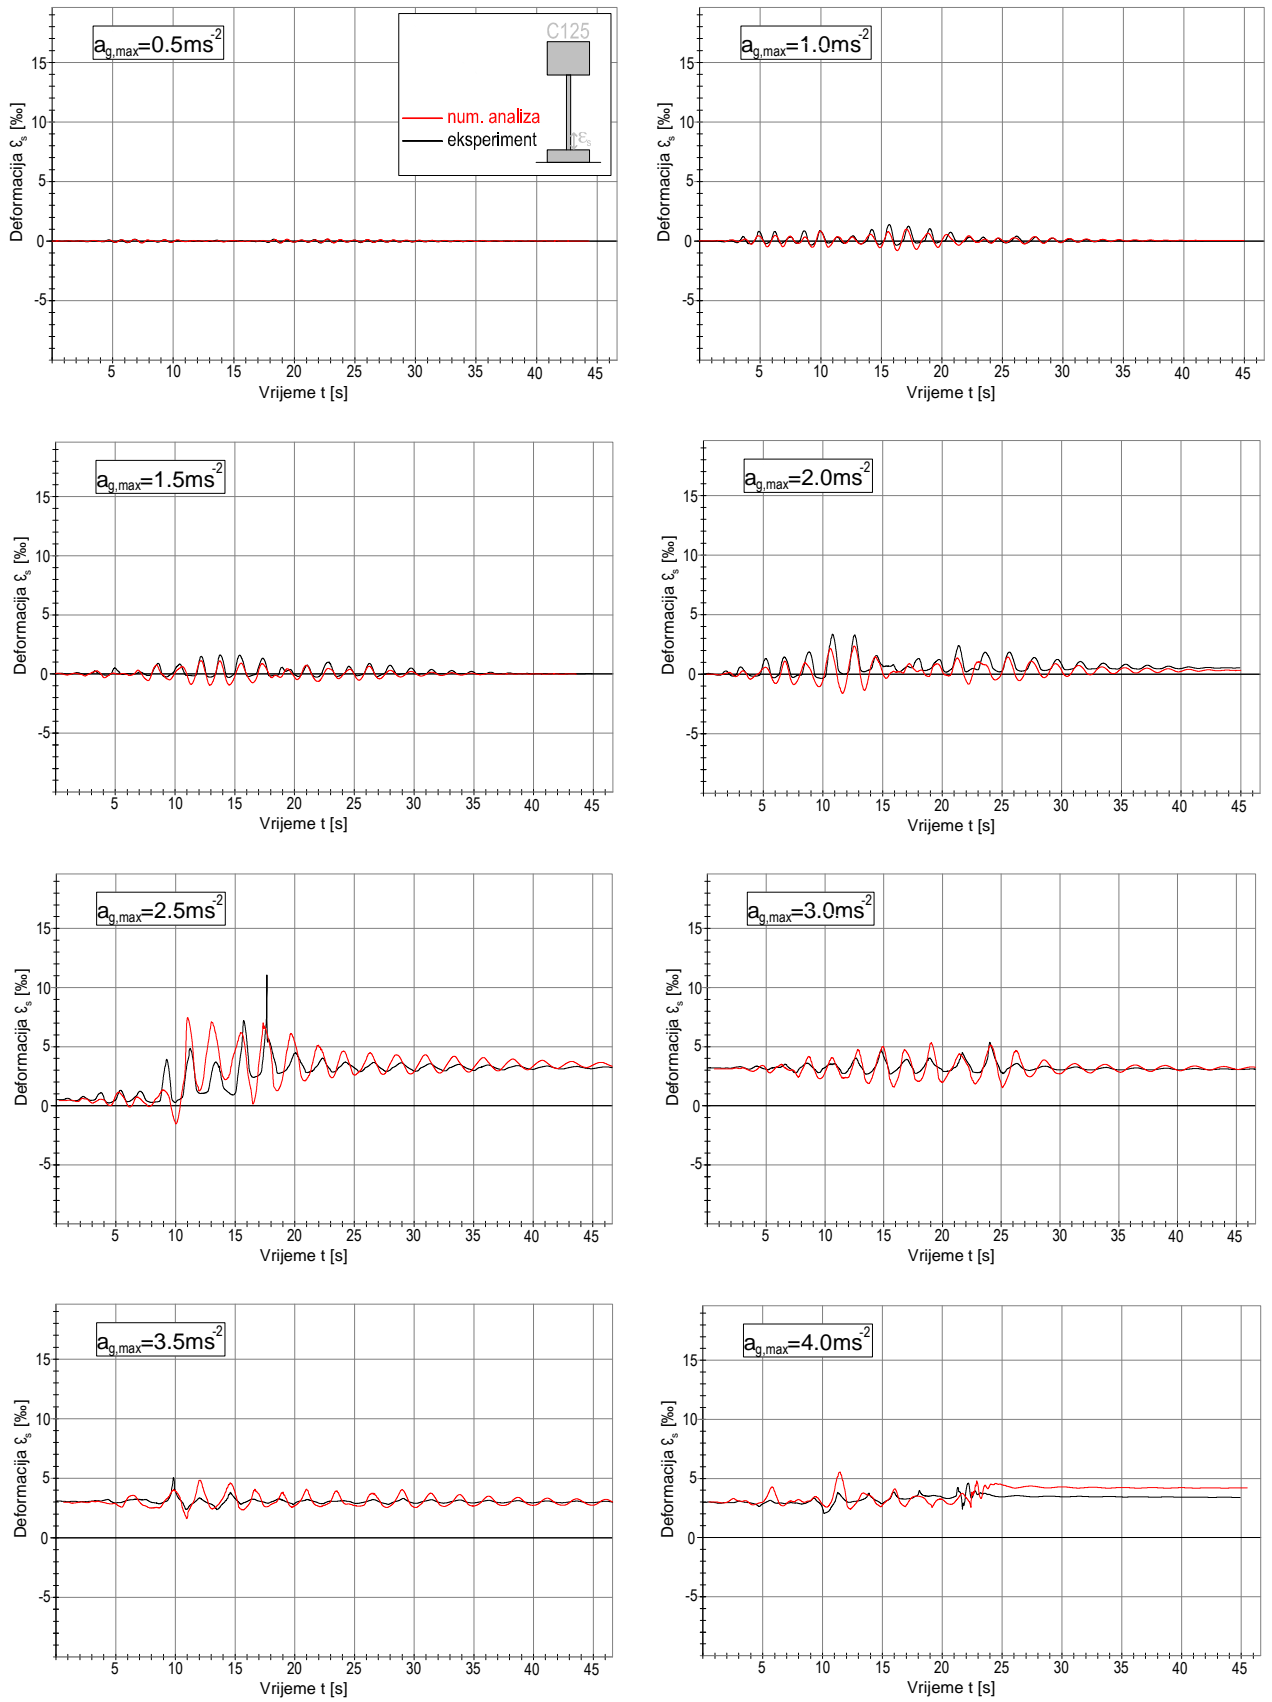 a_g,max=0.5ms^-2
C125
num. analiza
eksperiment
ε_s
Deformacija ε_s [‰]
15
10
5
0
-5
5 10 15 20 25 30 35 40 45
Vrijeme t [s]
a_g,max=1.0ms^-2
Deformacija ε_s [‰]
15
10
5
0
-5
5 10 15 20 25 30 35 40 45
Vrijeme t [s]
a_g,max=1.5ms^-2
Deformacija ε_s [‰]
15
10
5
0
-5
5 10 15 20 25 30 35 40 45
Vrijeme t [s]
a_g,max=2.0ms^-2
Deformacija ε_s [‰]
15
10
5
0
-5
5 10 15 20 25 30 35 40 45
Vrijeme t [s]
a_g,max=2.5ms^-2
Deformacija ε_s [‰]
15
10
5
0
-5
5 10 15 20 25 30 35 40 45
Vrijeme t [s]
a_g,max=3.0ms^-2
Deformacija ε_s [‰]
15
10
5
0
-5
5 10 15 20 25 30 35 40 45
Vrijeme t [s]
a_g,max=3.5ms^-2
Deformacija ε_s [‰]
15
10
5
0
-5
5 10 15 20 25 30 35 40 45
Vrijeme t [s]
a_g,max=4.0ms^-2
Deformacija ε_s [‰]
15
10
5
0
-5
5 10 15 20 25 30 35 40 45
Vrijeme t [s]